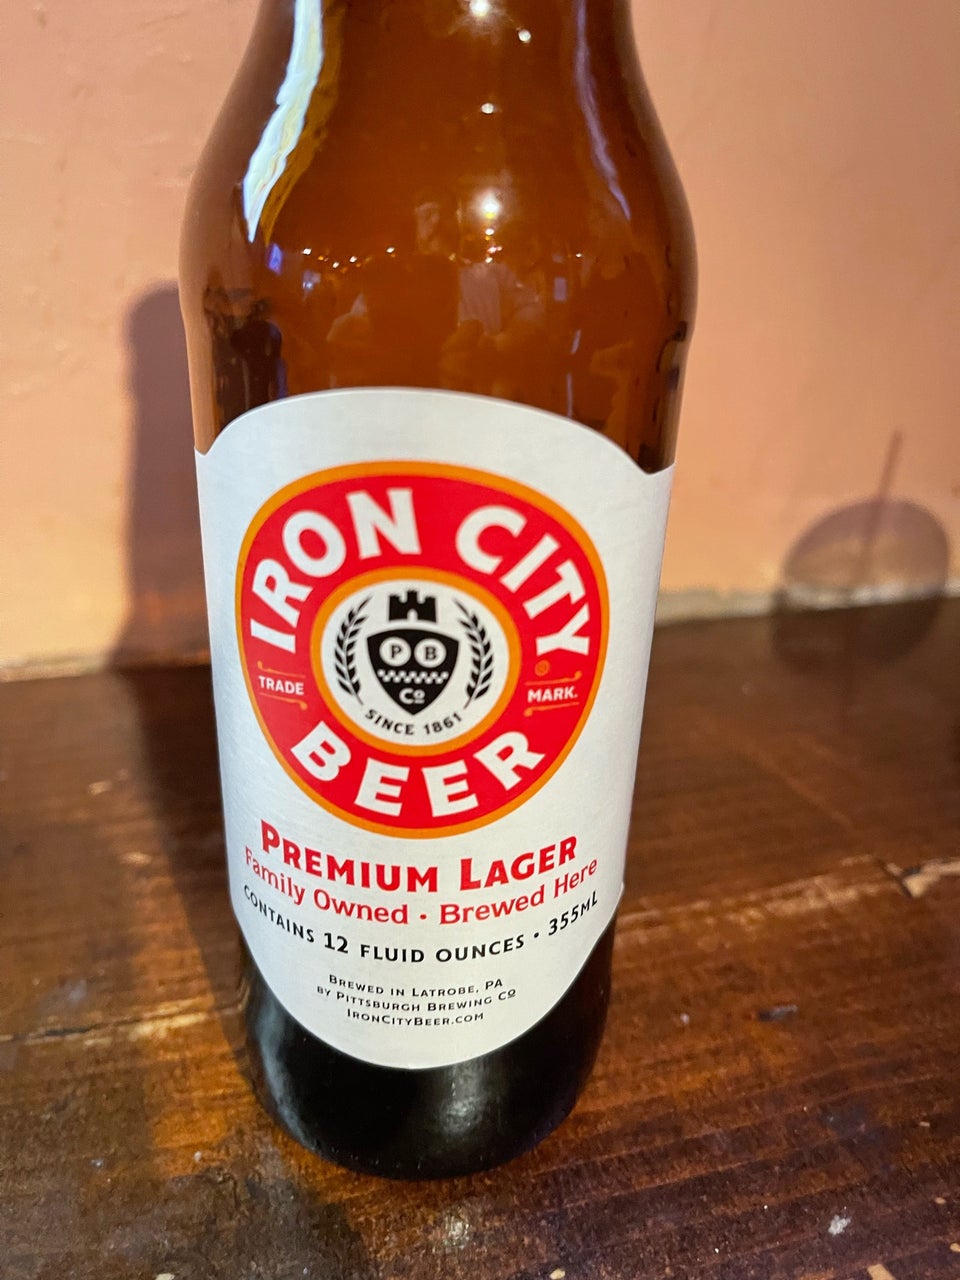 IRON CITY
P B
Cº
SINCE 1861
TRADE MARK.
BEER
PREMIUM LAGER
Family Owned • Brewed Here
CONTAINS 12 FLUID OUNCES • 355ML
BREWED IN LATROBE, PA
BY PITTSBURGH BREWING Cº
IRONCITYBEER.COM